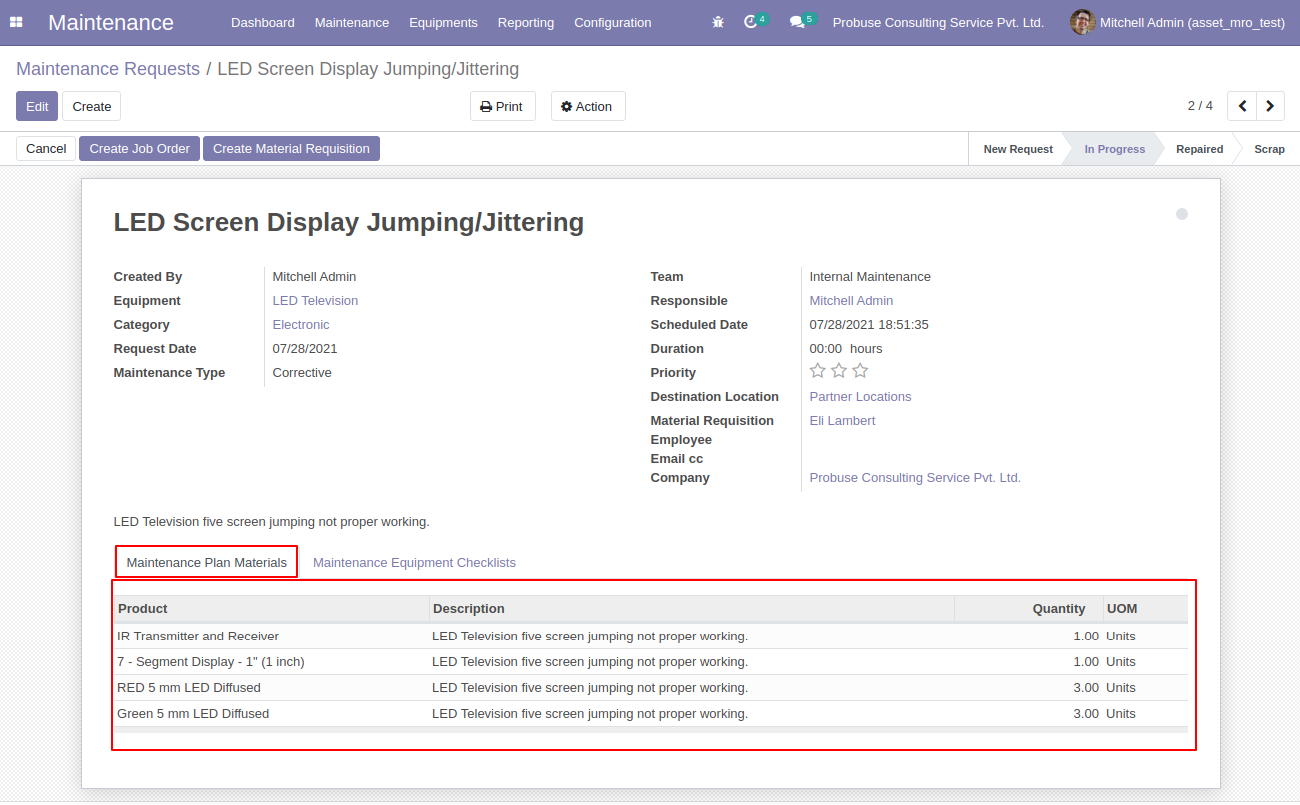 Maintenance Dashboard Maintenance Equipments Reporting Configuration 4 5 Probuse Consulting Service Pvt. Ltd. Mitchell Admin (asset_mro_test)
Maintenance Requests / LED Screen Display Jumping/Jittering
Edit Create Print Action 2 / 4
Cancel Create Job Order Create Material Requisition New Request In Progress Repaired Scrap
LED Screen Display Jumping/Jittering
Created By Mitchell Admin
Equipment LED Television
Category Electronic
Request Date 07/28/2021
Maintenance Type Corrective
Team Internal Maintenance
Responsible Mitchell Admin
Scheduled Date 07/28/2021 18:51:35
Duration 00:00 hours
Priority
Destination Location Partner Locations
Material Requisition Eli Lambert
Employee
Email cc
Company Probuse Consulting Service Pvt. Ltd.
LED Television five screen jumping not proper working.
Maintenance Plan Materials Maintenance Equipment Checklists
Product Description Quantity UOM
IR Transmitter and Receiver LED Television five screen jumping not proper working. 1.00 Units
7 - Segment Display - 1" (1 inch) LED Television five screen jumping not proper working. 1.00 Units
RED 5 mm LED Diffused LED Television five screen jumping not proper working. 3.00 Units
Green 5 mm LED Diffused LED Television five screen jumping not proper working. 3.00 Units